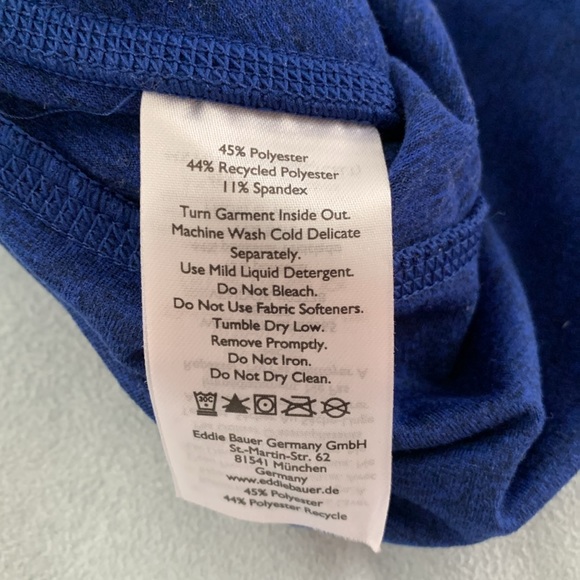 45% Polyester
44% Recycled Polyester
11% Spandex
Turn Garment Inside Out.
Machine Wash Cold Delicate
Separately.
Use Mild Liquid Detergent.
Do Not Bleach.
Do Not Use Fabric Softeners.
Tumble Dry Low.
Remove Promptly.
Do Not Iron.
Do Not Dry Clean.
30C
Eddie Bauer Germany GmbH
St.-Martin-Str. 62
81541 München
Germany
www.eddiebauer.de
45% Polyester
44% Polyester Recycle